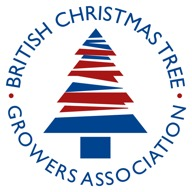 BRITISH CHRISTMAS TREE
GROWERS ASSOCIATION